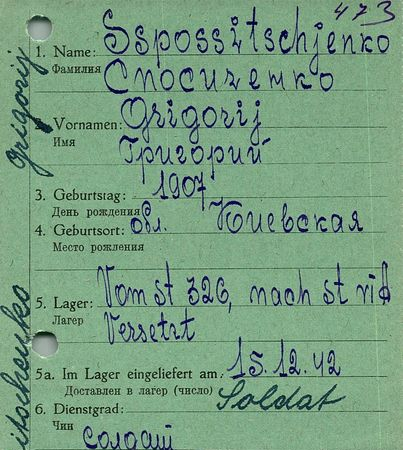 473
1. Name: Sspossitschjenko
Фамилия Спосиченко
2. Vornamen: Grigorij
Имя Григорий
3. Geburtstag: 1907
День рождения
4. Geburtsort: обл. Киевская
Место рождения
5. Lager: Vom st 326, nach st VI
Лагерь Versetzt
5a. Im Lager eingeliefert am: 15.12.42
Доставлен в лагерь (число)
6. Dienstgrad: Soldat
Чин солдат
grigorij